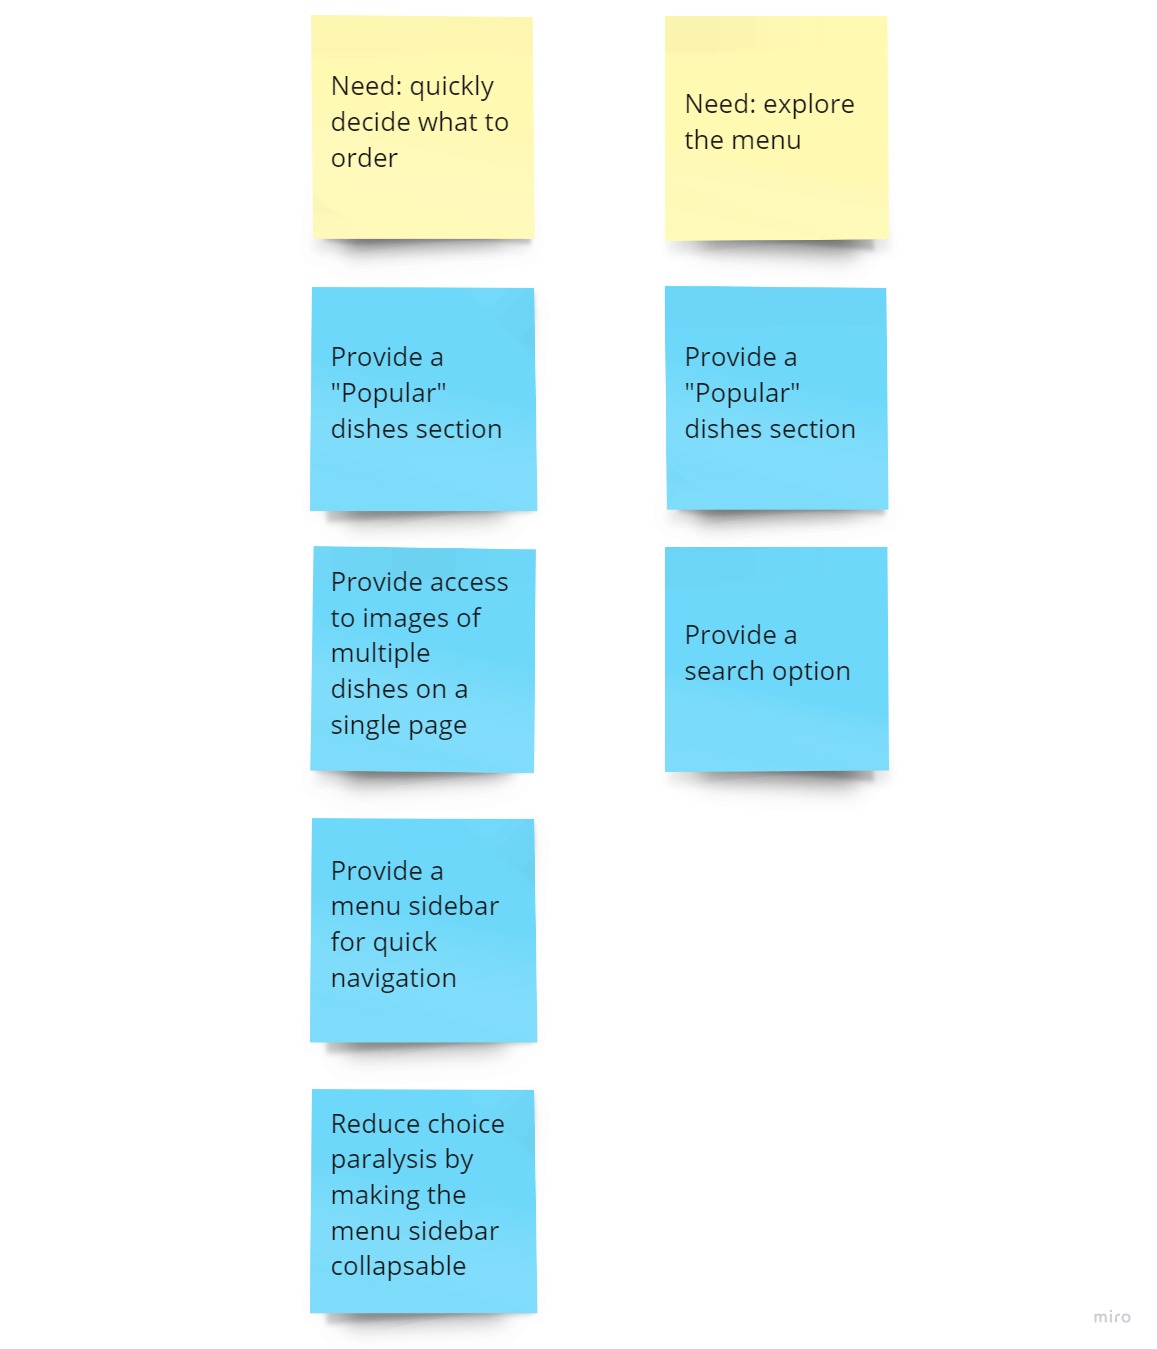 Need: quickly
decide what to
order
Need: explore
the menu
Provide a
"Popular"
dishes section
Provide a
"Popular"
dishes section
Provide access
to images of
multiple
dishes on a
single page
Provide a
search option
Provide a
menu sidebar
for quick
navigation
Reduce choice
paralysis by
making the
menu sidebar
collapsable
miro